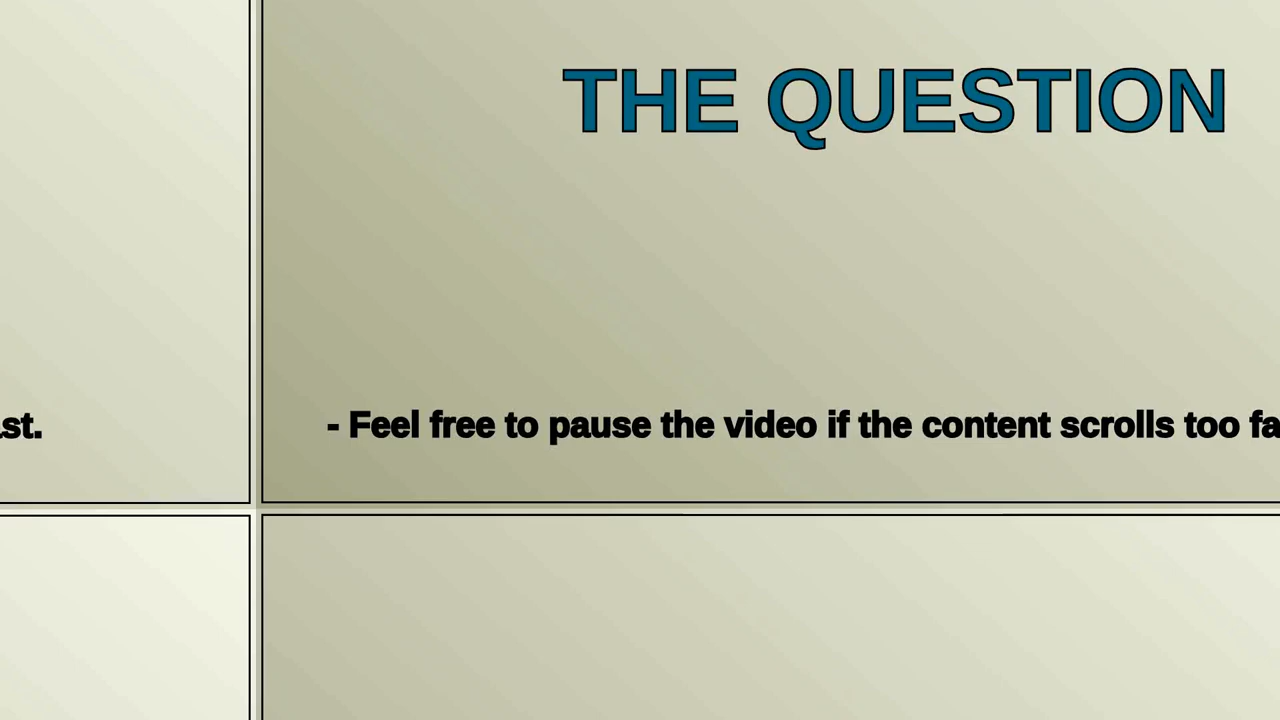 THE QUESTION
st.
- Feel free to pause the video if the content scrolls too fa